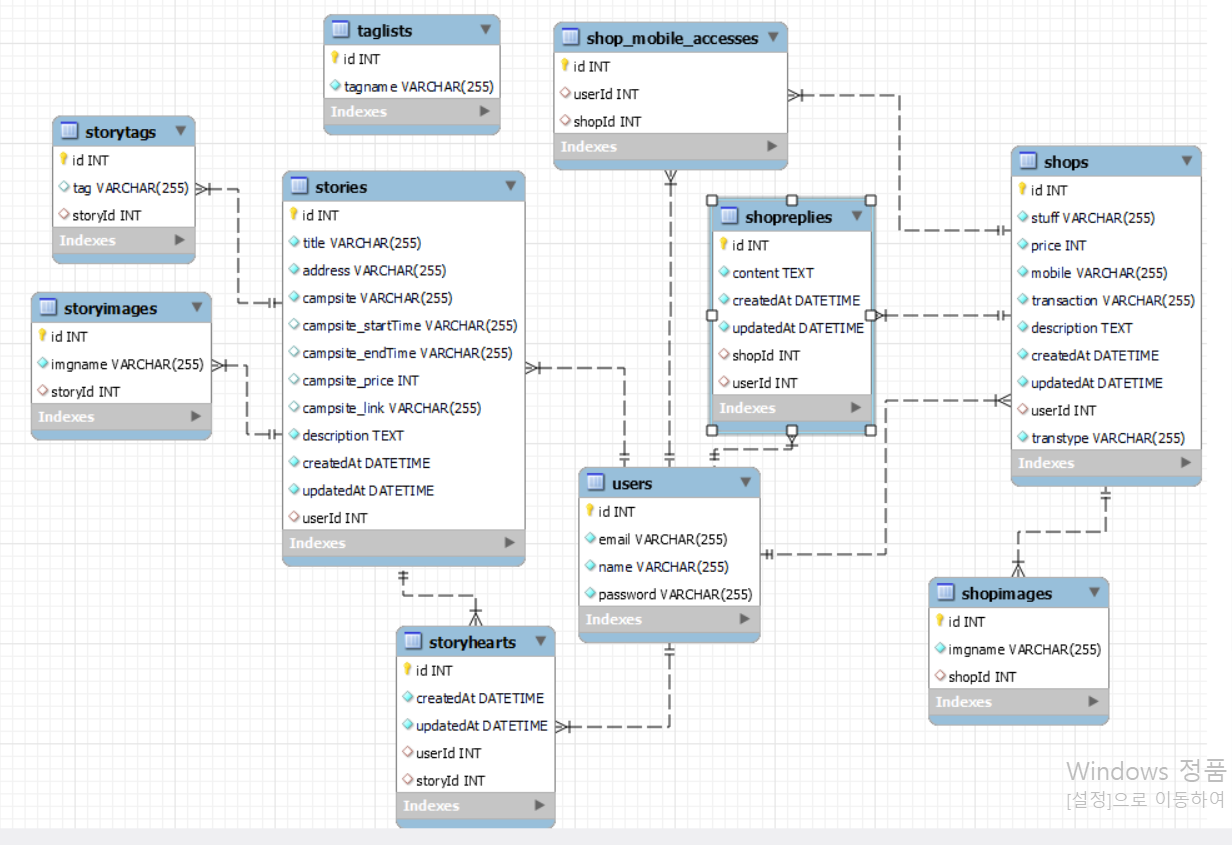 taglists
id INT
tagname VARCHAR(255)
Indexes
shop_mobile_accesses
id INT
userId INT
shopId INT
Indexes
storytags
id INT
tag VARCHAR(255)
storyId INT
Indexes
stories
id INT
title VARCHAR(255)
address VARCHAR(255)
campsite VARCHAR(255)
campsite_startTime VARCHAR(255)
campsite_endTime VARCHAR(255)
campsite_price INT
campsite_link VARCHAR(255)
description TEXT
createdAt DATETIME
updatedAt DATETIME
userId INT
Indexes
shopreplies
id INT
content TEXT
createdAt DATETIME
updatedAt DATETIME
shopId INT
userId INT
Indexes
shops
id INT
stuff VARCHAR(255)
price INT
mobile VARCHAR(255)
transaction VARCHAR(255)
description TEXT
createdAt DATETIME
updatedAt DATETIME
userId INT
transtype VARCHAR(255)
Indexes
storyimages
id INT
imgname VARCHAR(255)
storyId INT
Indexes
users
id INT
email VARCHAR(255)
name VARCHAR(255)
password VARCHAR(255)
Indexes
shopimages
id INT
imgname VARCHAR(255)
shopId INT
Indexes
storyhearts
id INT
createdAt DATETIME
updatedAt DATETIME
userId INT
storyId INT
Indexes
Windows 정품
[설정]으로 이동하여